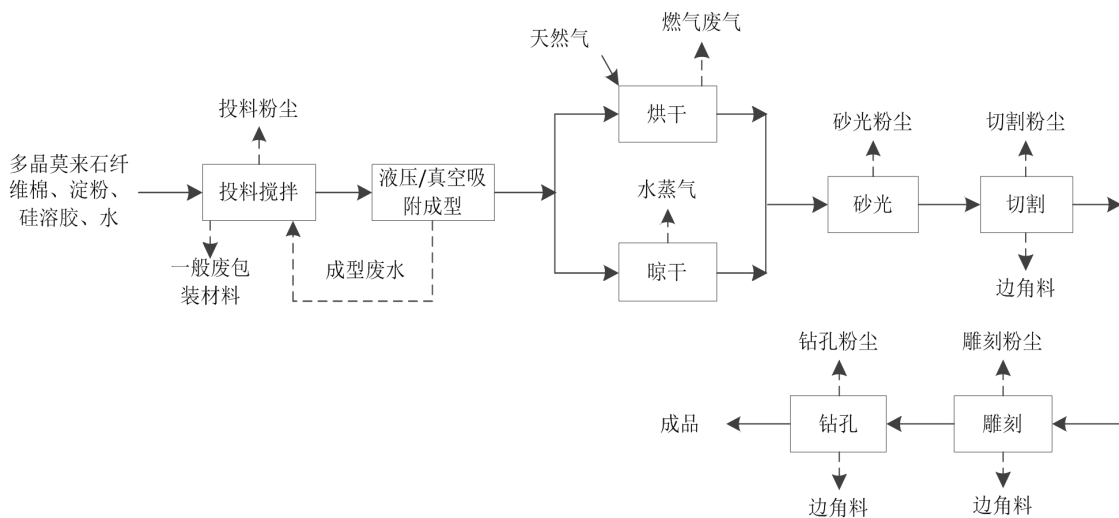 天然气
燃气废气
投料粉尘
烘干
砂光粉尘
切割粉尘
多晶莫来石纤
维棉、淀粉、
硅溶胶、水
投料搅拌
液压/真空吸
附成型
水蒸气
砂光
切割
一般废包
装材料
成型废水
晾干
边角料
钻孔粉尘
雕刻粉尘
成品
钻孔
雕刻
边角料
边角料